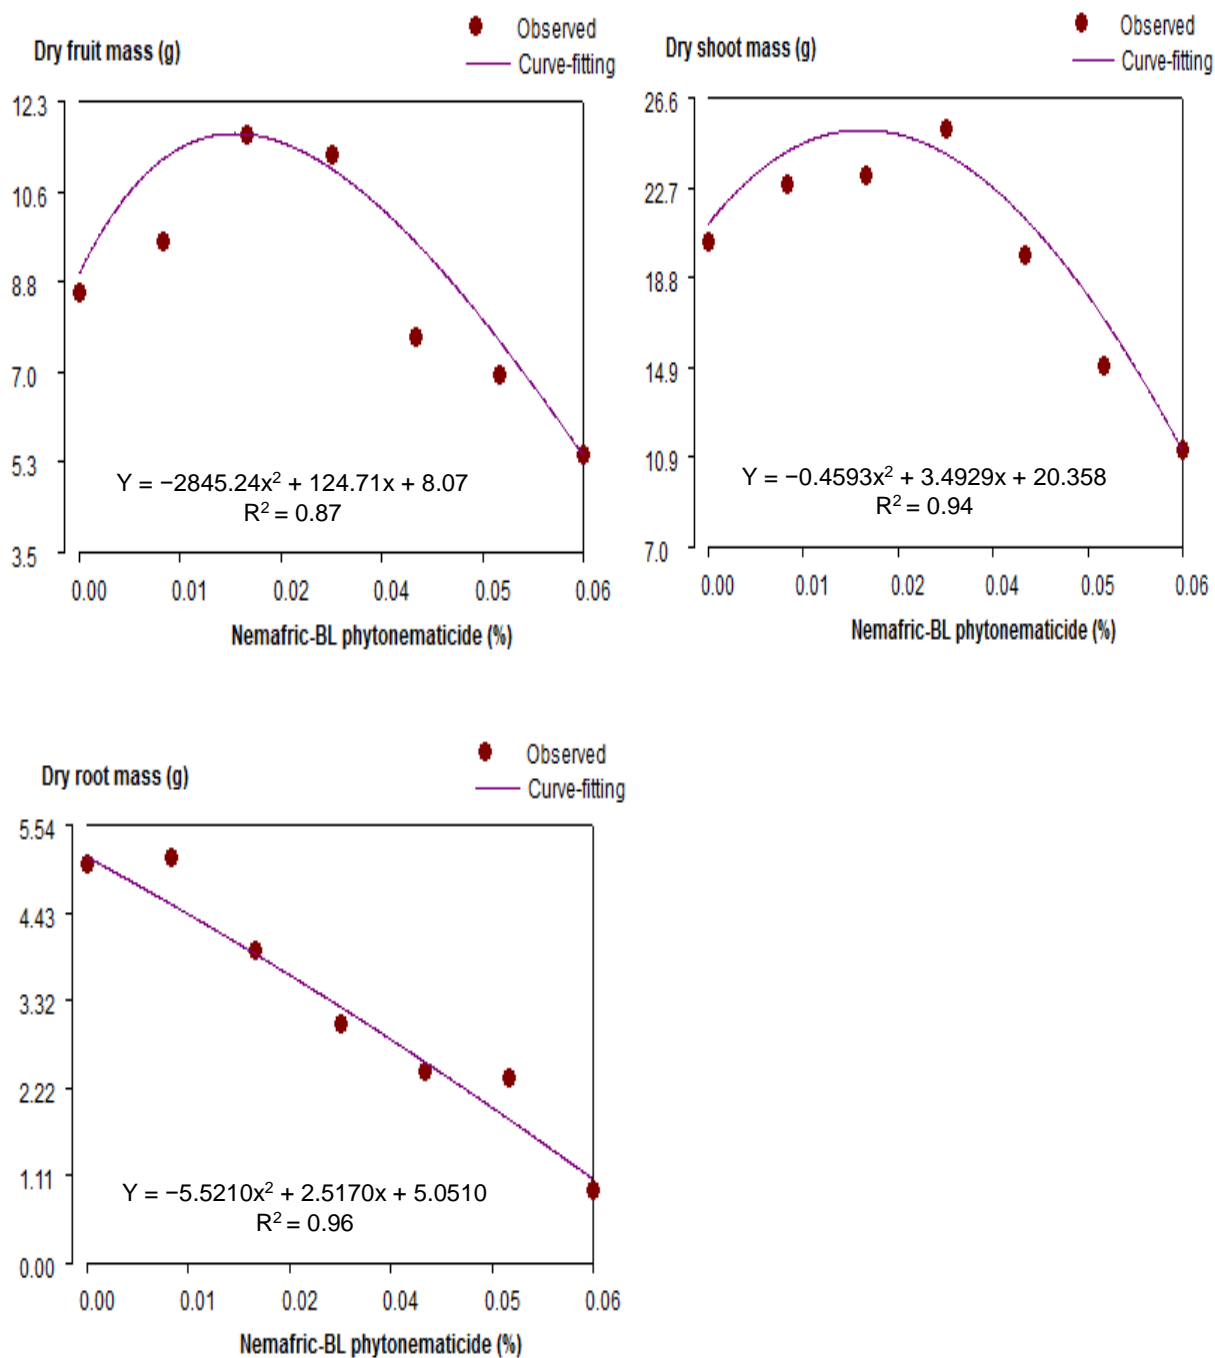 Dry fruit mass (g)
Observed
Curve-fitting
12.3
10.6
8.8
7.0
5.3
3.5
Y = −2845.24x² + 124.71x + 8.07
R² = 0.87
0.00 0.01 0.02 0.04 0.05 0.06
Nemafric-BL phytonematicide (%)
Dry shoot mass (g)
Observed
Curve-fitting
26.6
22.7
18.8
14.9
10.9
7.0
Y = −0.4593x² + 3.4929x + 20.358
R² = 0.94
0.00 0.01 0.02 0.04 0.05 0.06
Nemafric-BL phytonematicide (%)
Dry root mass (g)
Observed
Curve-fitting
5.54
4.43
3.32
2.22
1.11
0.00
Y = −5.5210x² + 2.5170x + 5.0510
R² = 0.96
0.00 0.01 0.02 0.04 0.05 0.06
Nemafric-BL phytonematicide (%)